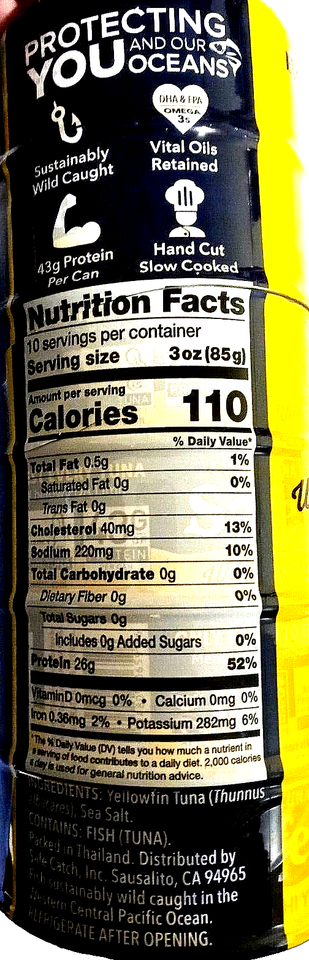 PROTECTING
YOU AND OUR OCEANS
DHA & EPA
OMEGA
3s
Sustainably
Wild Caught
Vital Oils
Retained
43g Protein
Per Can
Hand Cut
Slow Cooked
Nutrition Facts
10 servings per container
Serving size 3 oz (85g)
Amount per serving
Calories 110
% Daily Value*
Total Fat 0.5g 1%
Saturated Fat 0g 0%
Trans Fat 0g
Cholesterol 40mg 13%
Sodium 220mg 10%
Total Carbohydrate 0g 0%
Dietary Fiber 0g 0%
Total Sugars 0g
Includes 0g Added Sugars 0%
Protein 26g 52%
Vitamin D 0mcg 0% • Calcium 0mg 0%
Iron 0.36mg 2% • Potassium 282mg 6%
*The % Daily Value (DV) tells you how much a nutrient in
a serving of food contributes to a daily diet. 2,000 calories
a day is used for general nutrition advice.
INGREDIENTS: Yellowfin Tuna (Thunnus
albacares), Sea Salt.
CONTAINS: FISH (TUNA).
Packed in Thailand. Distributed by
Safe Catch, Inc. Sausalito, CA 94965
Fish sustainably wild caught in the
Western Central Pacific Ocean.
REFRIGERATE AFTER OPENING.